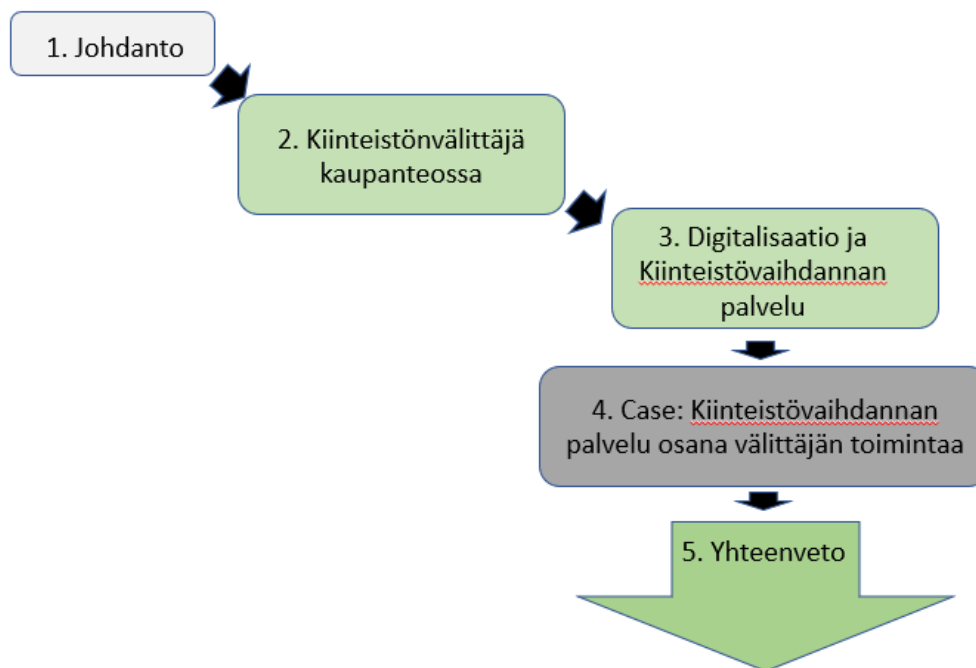 1. Johdanto
2. Kiinteistönvälittäjä
kaupanteossa
3. Digitalisaatio ja
Kiinteistövaihdannan
palvelu
4. Case: Kiinteistövaihdannan
palvelu osana välittäjän toimintaa
5. Yhteenveto